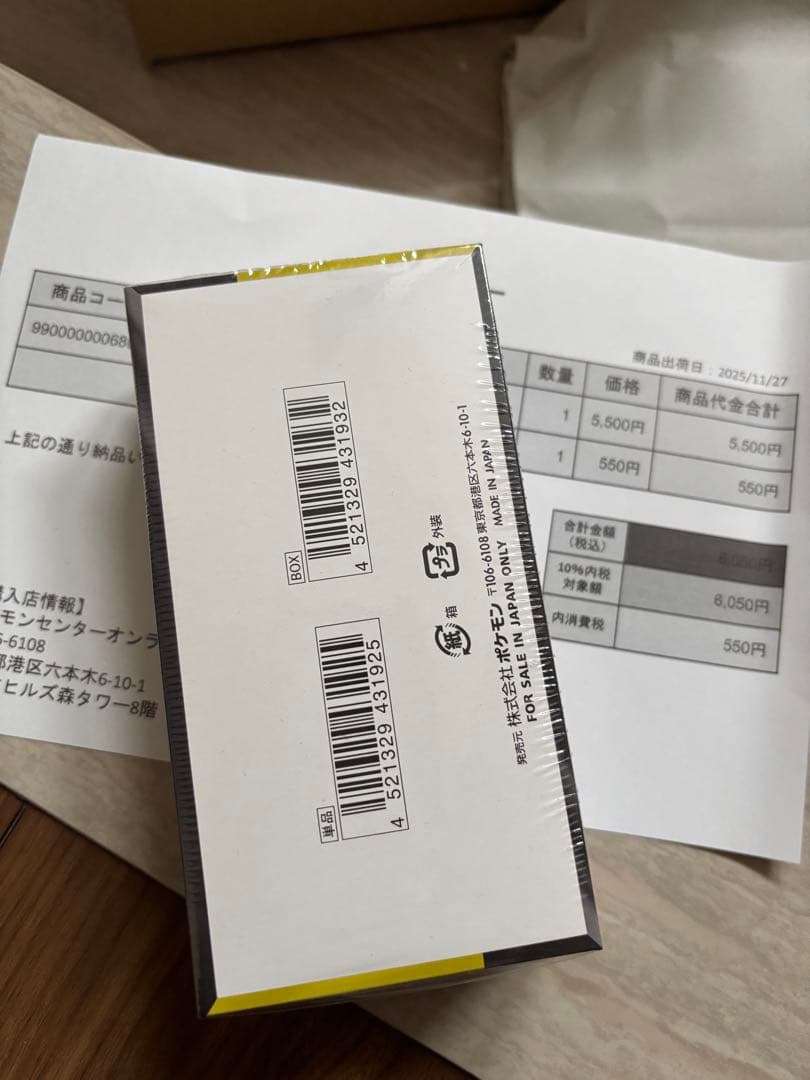 商品コー
99000000068
上記の通り納品い
購入店情報】
モンセンターオンラ
6-6108
都港区六本木6-10-1
ヒルズ森タワー8階
商品出荷日:2025/11/27
数量 価格 商品代金合計
1 5,500円 5,500円
1 550円 550円
合計金額
(税込)
6,050円
10%内税
対象額
6,050円
内消費税
550円
BOX
4 521329 431932
単品
4 521329 431925
プラ 外装
紙 箱
発売元 株式会社ポケモン 〒106-6108 東京都港区六本木6-10-1
FOR SALE IN JAPAN ONLY MADE IN JAPAN